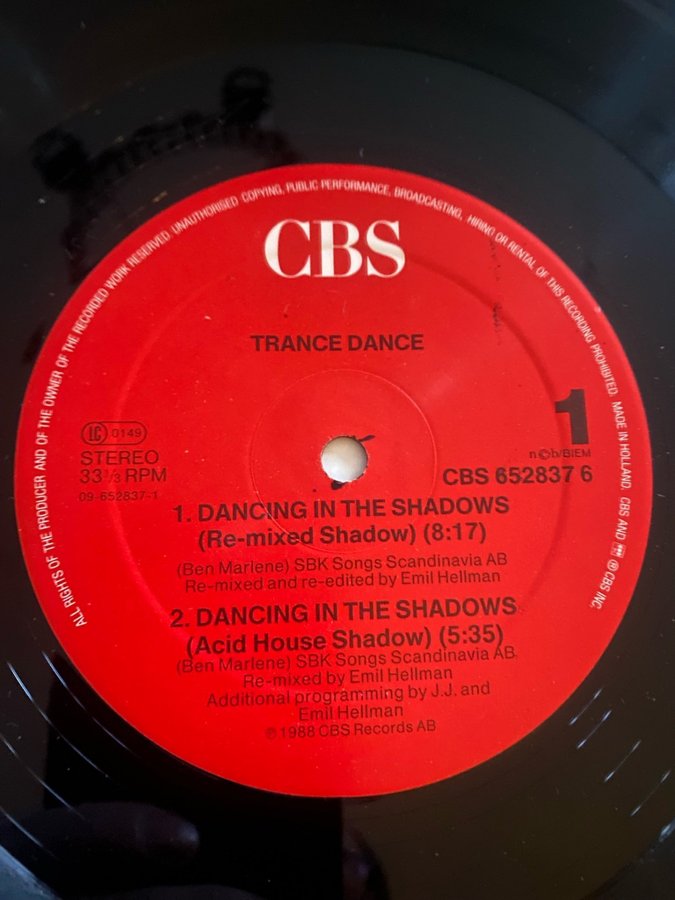 ALL RIGHTS OF THE PRODUCER AND OF THE OWNER OF THE RECORDED WORK RESERVED. UNAUTHORISED COPYING, PUBLIC PERFORMANCE, BROADCASTING, HIRING OR RENTAL OF THIS RECORDING PROHIBITED. MADE IN HOLLAND. CBS AND ℗ CBS INC.
CBS
TRANCE DANCE
1
LC 0149
STEREO
33⅓ RPM
09-652837-1
n©b/BIEM
CBS 652837 6
1. DANCING IN THE SHADOWS
(Re-mixed Shadow) (8:17)
(Ben Marlene) SBK Songs Scandinavia AB
Re-mixed and re-edited by Emil Hellman
2. DANCING IN THE SHADOWS
(Acid House Shadow) (5:35)
(Ben Marlene) SBK Songs Scandinavia AB.
Re-mixed by Emil Hellman
Additional programming by J.J. and
Emil Hellman
℗ 1988 CBS Records AB